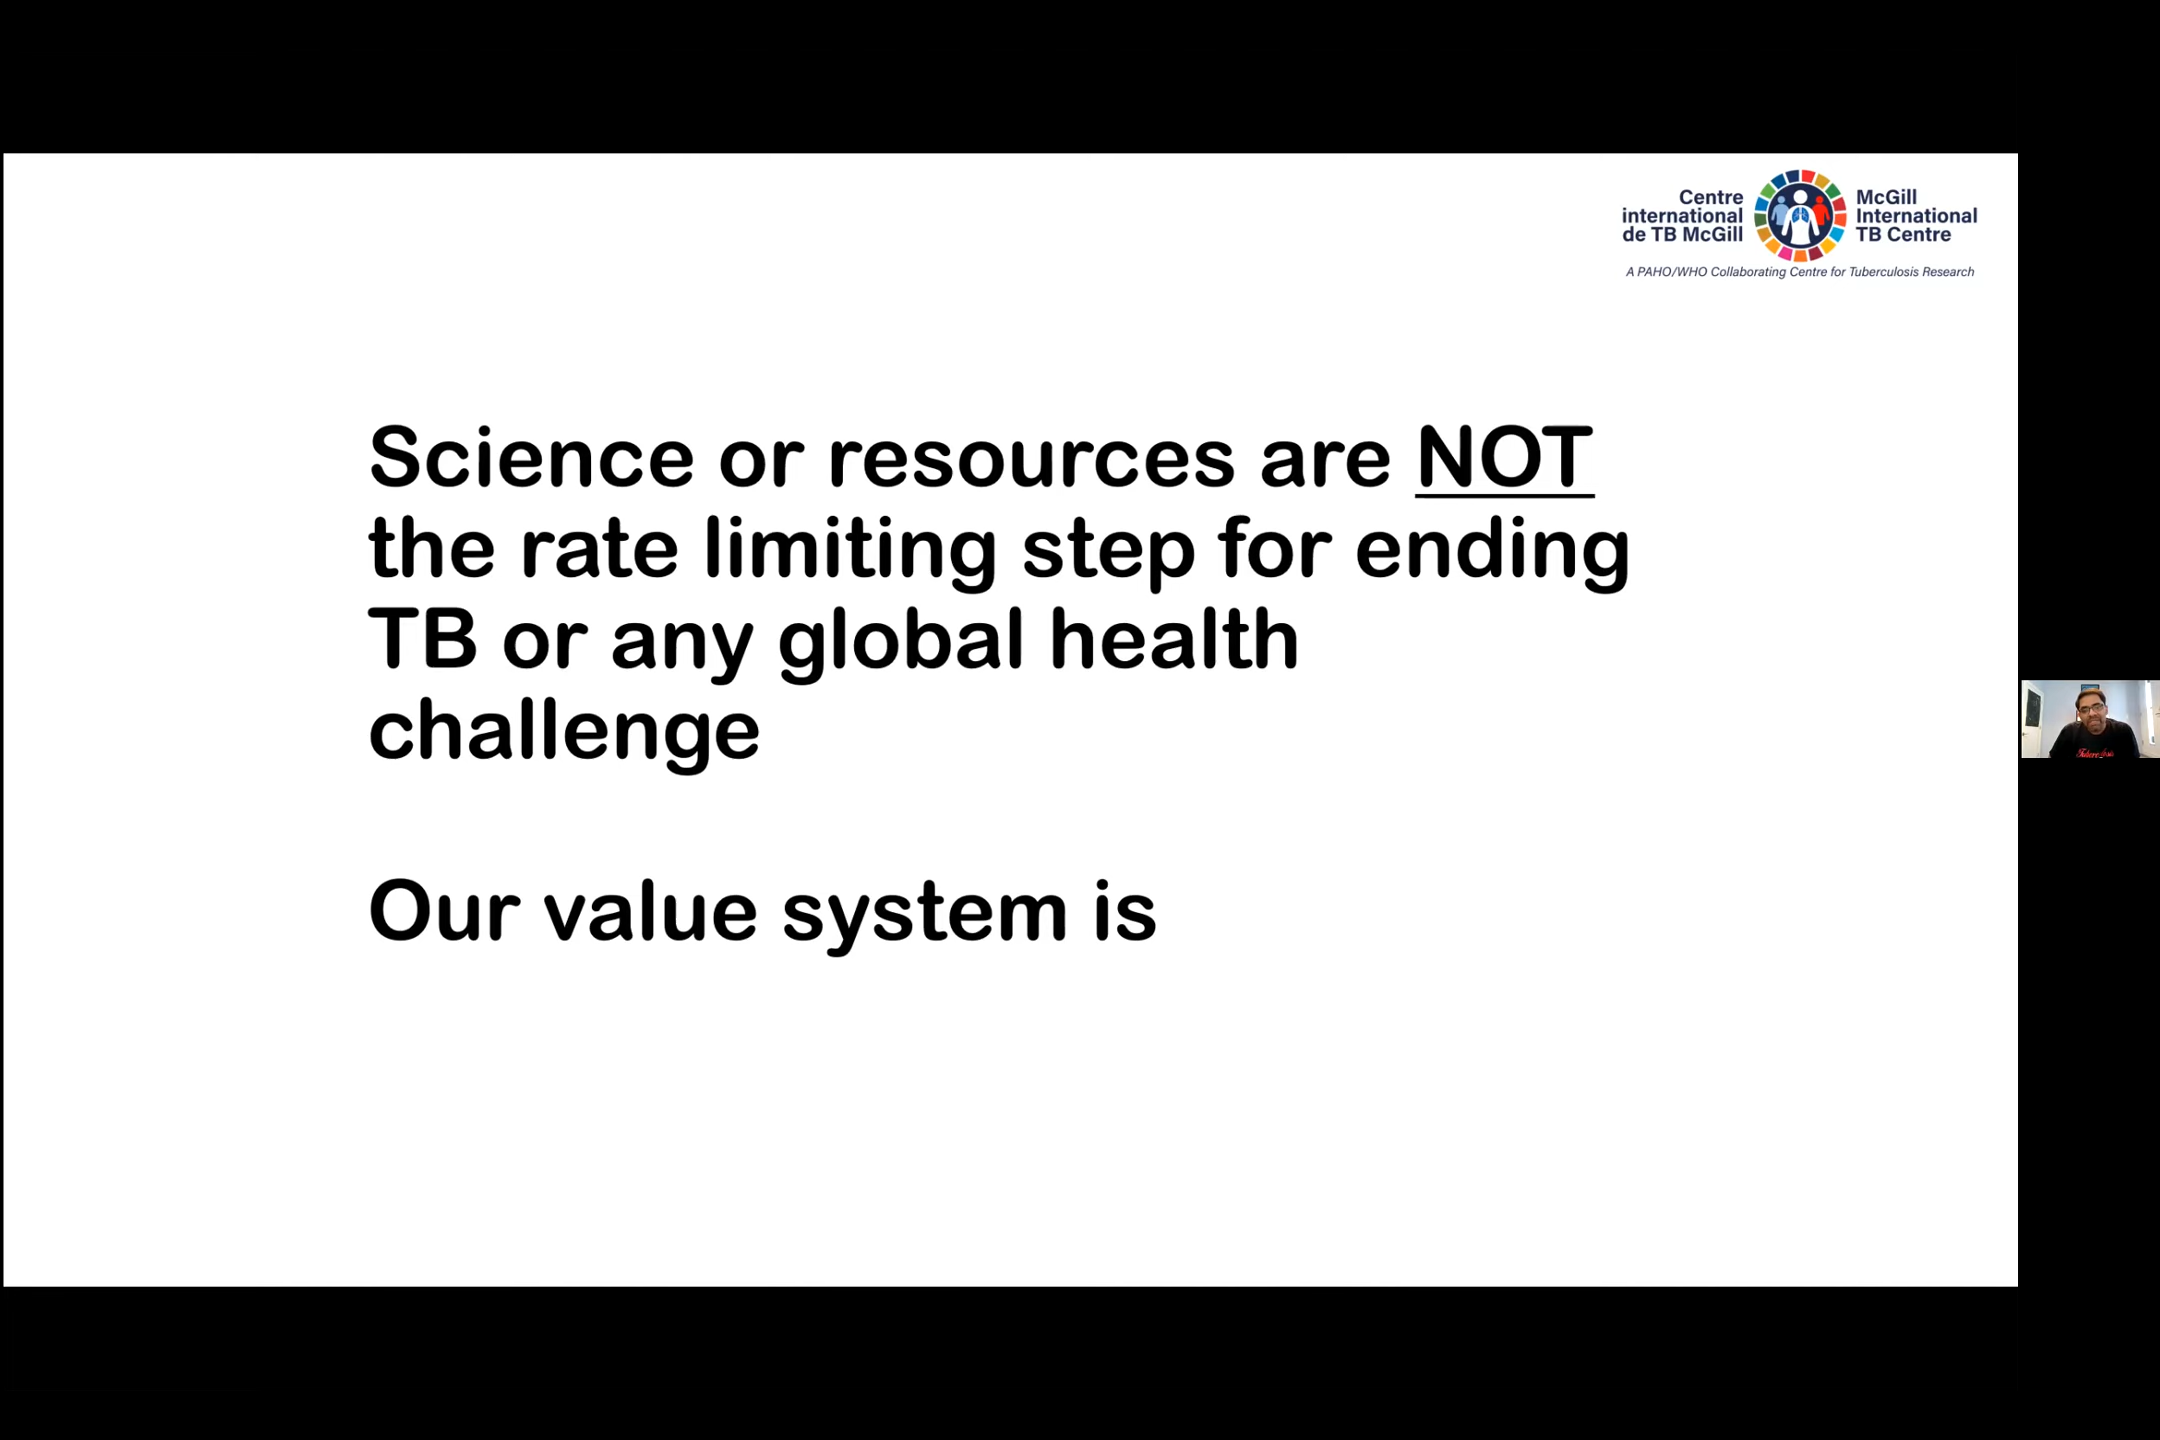 Centre
international
de TB McGill
McGill
International
TB Centre
A PAHO/WHO Collaborating Centre for Tuberculosis Research
Science or resources are NOT
the rate limiting step for ending
TB or any global health
challenge
Our value system is